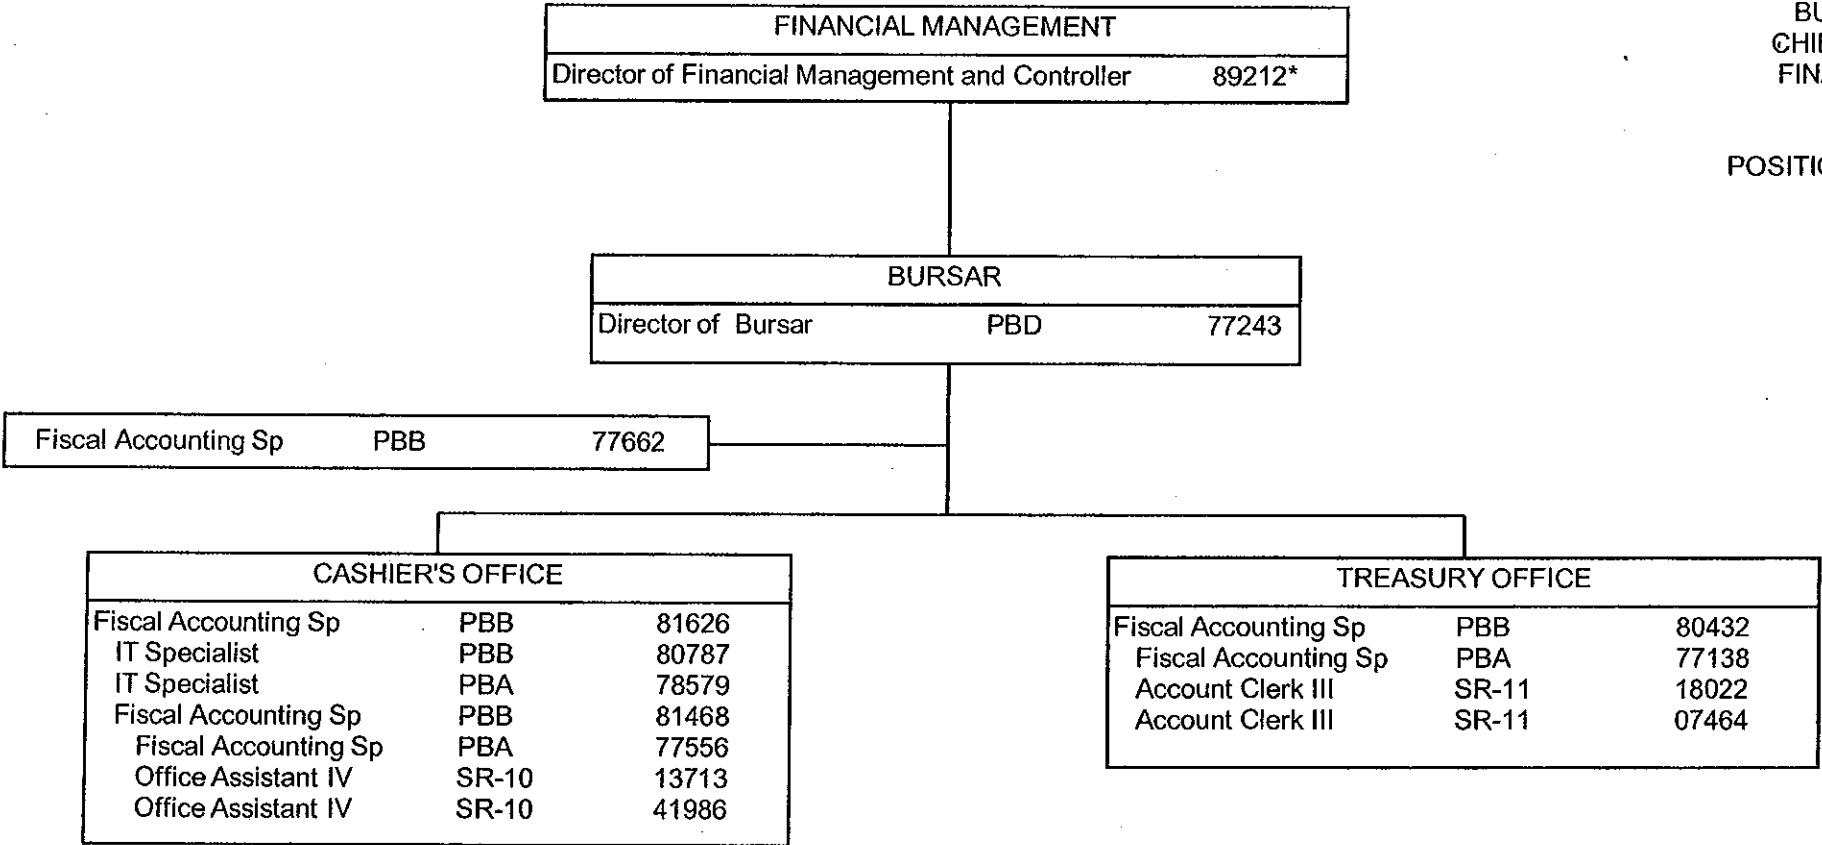 FINANCIAL MANAGEMENT
Director of Financial Management and Controller 89212*
BURSAR
Director of Bursar PBD 77243
Fiscal Accounting Sp PBB 77662
CASHIER'S OFFICE
Fiscal Accounting Sp PBB 81626
IT Specialist PBB 80787
IT Specialist PBA 78579
Fiscal Accounting Sp PBB 81468
Fiscal Accounting Sp PBA 77556
Office Assistant IV SR-10 13713
Office Assistant IV SR-10 41986
TREASURY OFFICE
Fiscal Accounting Sp PBB 80432
Fiscal Accounting Sp PBA 77138
Account Clerk III SR-11 18022
Account Clerk III SR-11 07464